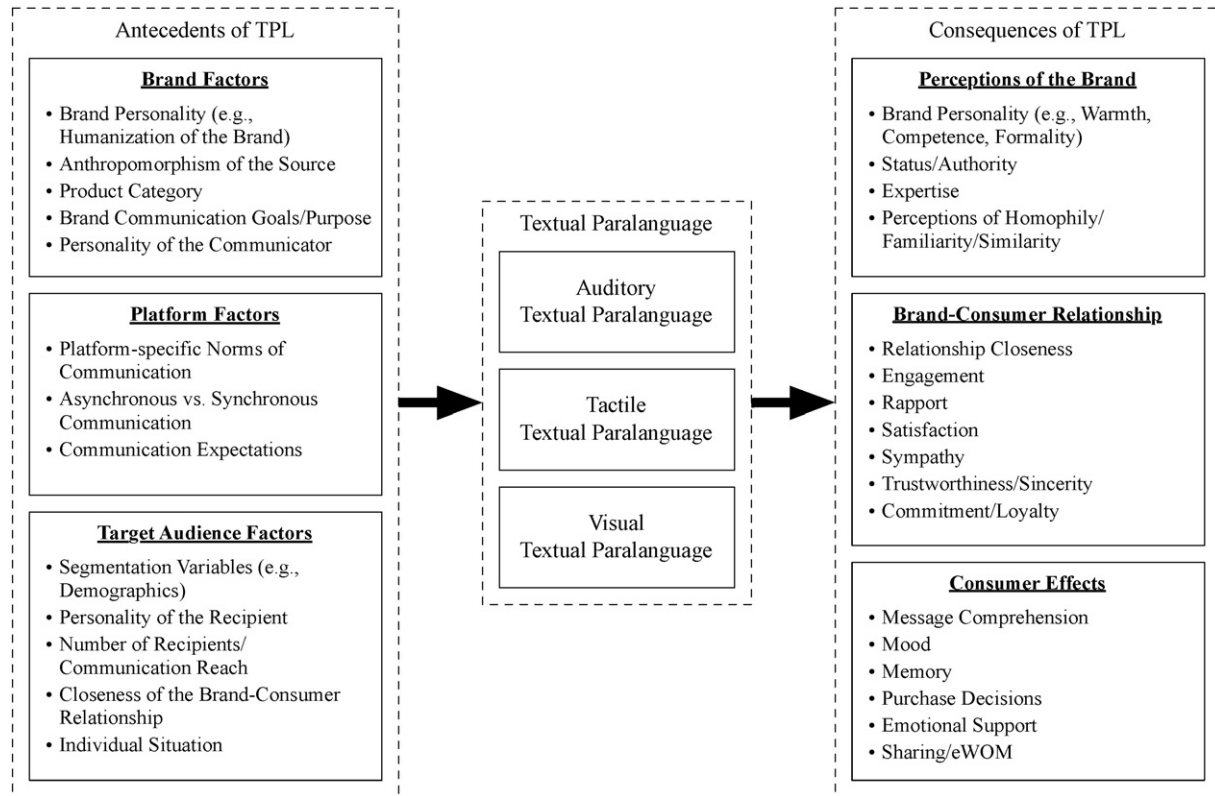 Antecedents of TPL
Brand Factors
• Brand Personality (e.g.,
Humanization of the Brand)
• Anthropomorphism of the Source
• Product Category
• Brand Communication Goals/Purpose
• Personality of the Communicator
Platform Factors
• Platform-specific Norms of
Communication
• Asynchronous vs. Synchronous
Communication
• Communication Expectations
Target Audience Factors
• Segmentation Variables (e.g.,
Demographics)
• Personality of the Recipient
• Number of Recipients/
Communication Reach
• Closeness of the Brand-Consumer
Relationship
• Individual Situation
Textual Paralanguage
Auditory
Textual Paralanguage
Tactile
Textual Paralanguage
Visual
Textual Paralanguage
Consequences of TPL
Perceptions of the Brand
• Brand Personality (e.g., Warmth,
Competence, Formality)
• Status/Authority
• Expertise
• Perceptions of Homophily/
Familiarity/Similarity
Brand-Consumer Relationship
• Relationship Closeness
• Engagement
• Rapport
• Satisfaction
• Sympathy
• Trustworthiness/Sincerity
• Commitment/Loyalty
Consumer Effects
• Message Comprehension
• Mood
• Memory
• Purchase Decisions
• Emotional Support
• Sharing/eWOM